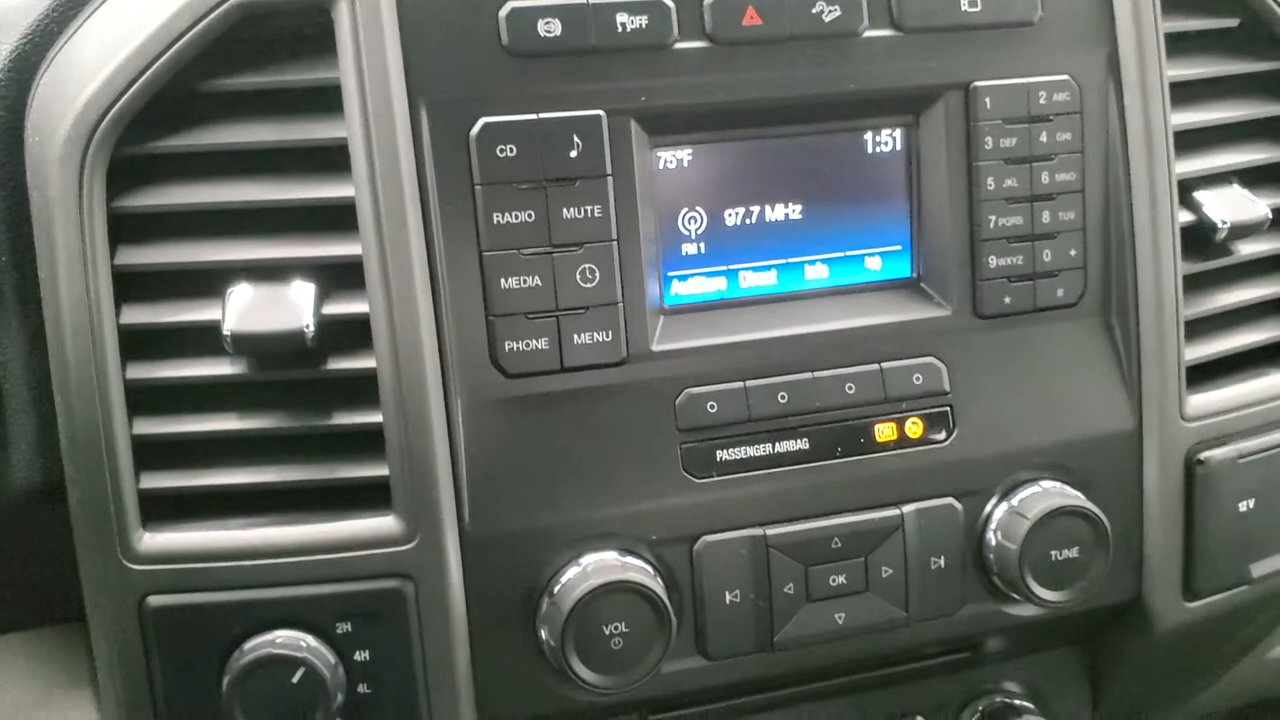 OFF
CD
RADIO MUTE
MEDIA
PHONE MENU
75°F 1:51
97.7 MHz
FM 1
Direct Info
1 2 ABC
3 DEF 4 GHI
5 JKL 6 MNO
7 PQRS 8 TUV
9 WXYZ 0 +
*
PASSENGER AIRBAG
VOL
OK
TUNE
12V
2H
4H
4L